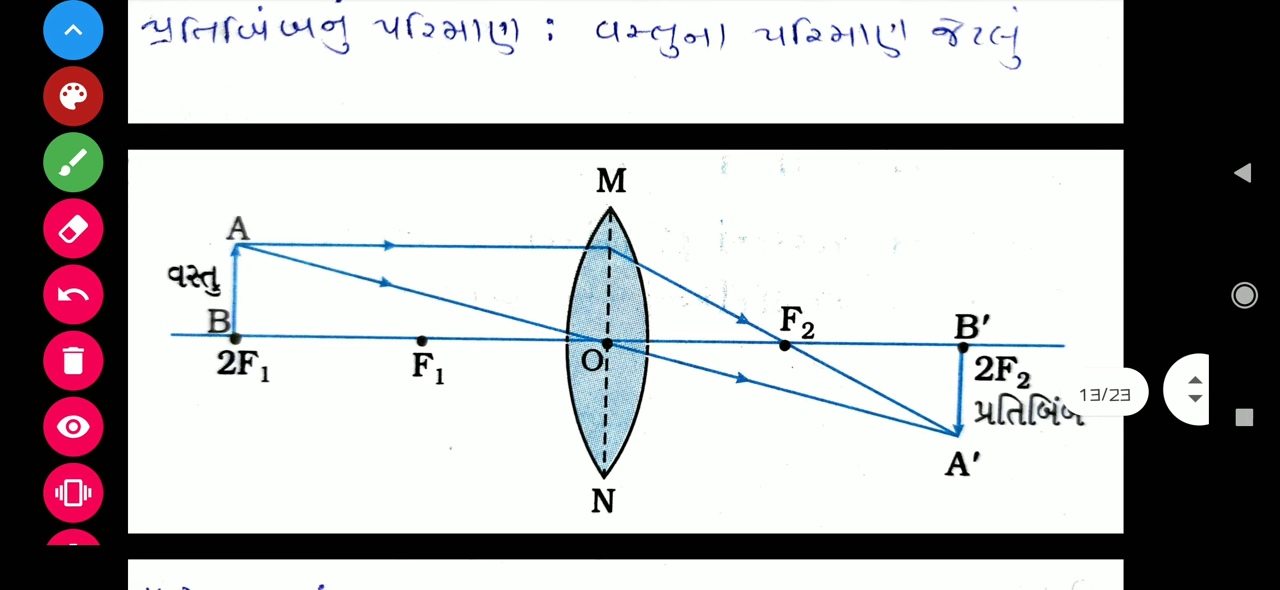 પ્રતિબિંબનું પરિમાણ : વસ્તુના પરિમાણ જેટલું
M
A
વસ્તુ
B
F₂
B′
2F₁
F₁
O
2F₂
13/23
પ્રતિબિંબ
A′
N